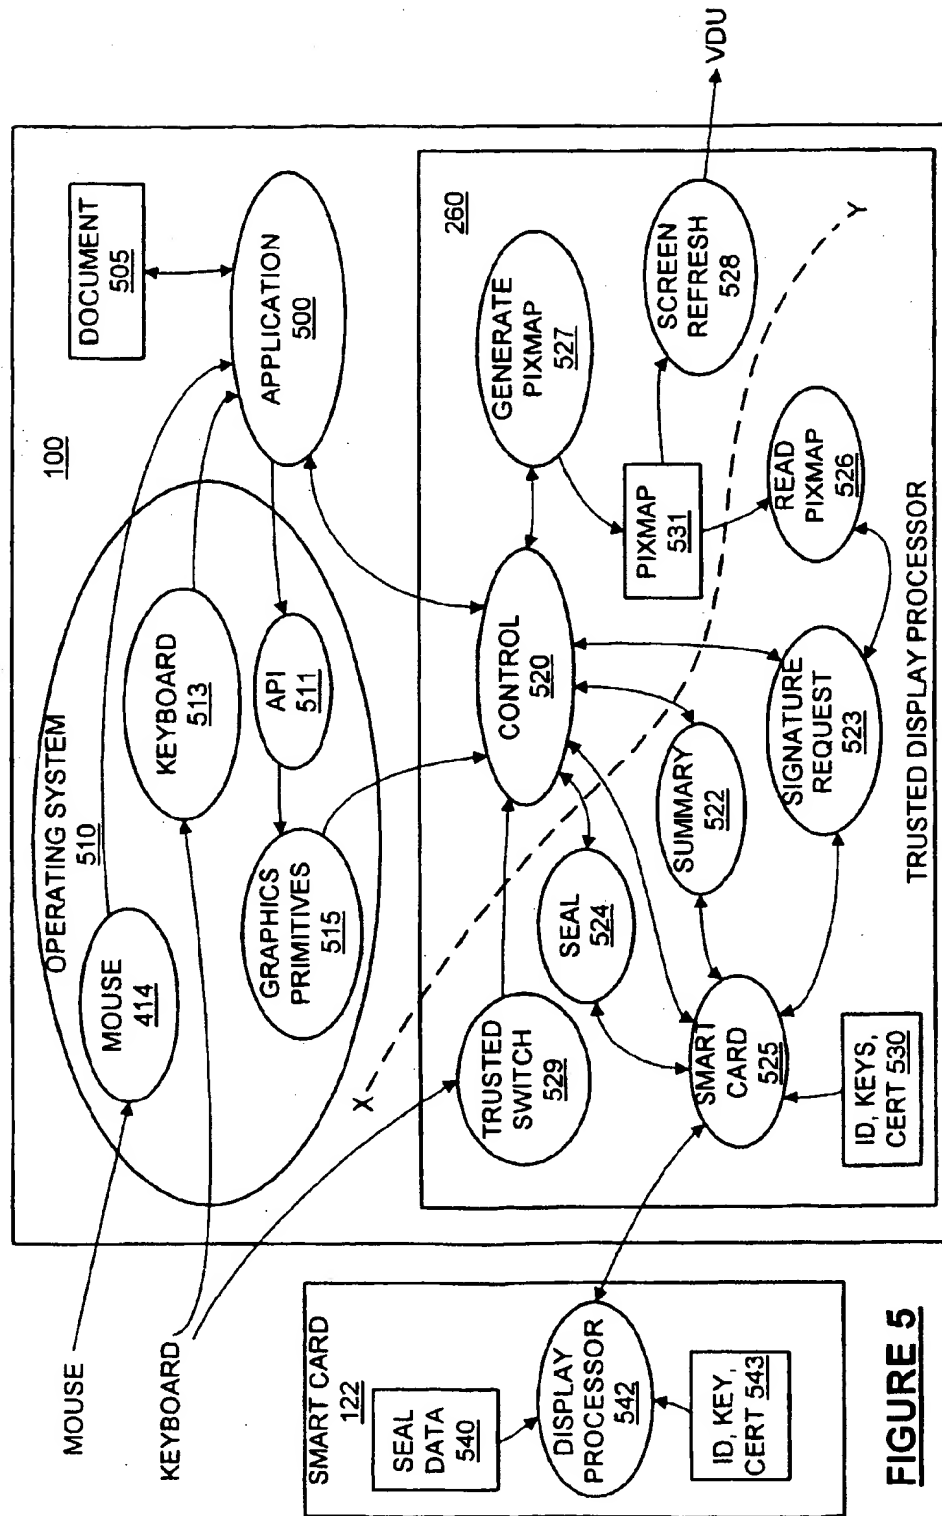 MOUSE
KEYBOARD
100
OPERATING SYSTEM
510
MOUSE
414
KEYBOARD
513
API
511
GRAPHICS
PRIMITIVES
515
DOCUMENT
505
APPLICATION
500
X
Y
260
TRUSTED
SWITCH
529
CONTROL
520
GENERATE
PIXMAP
527
PIXMAP
531
SCREEN
REFRESH
528
VDU
SEAL
524
SUMMARY
522
SIGNATURE
REQUEST
523
READ
PIXMAP
526
SMART
CARD
525
ID, KEYS,
CERT 530
TRUSTED DISPLAY PROCESSOR
SMART CARD
122
SEAL
DATA
540
DISPLAY
PROCESSOR
542
ID, KEY,
CERT 543
FIGURE 5